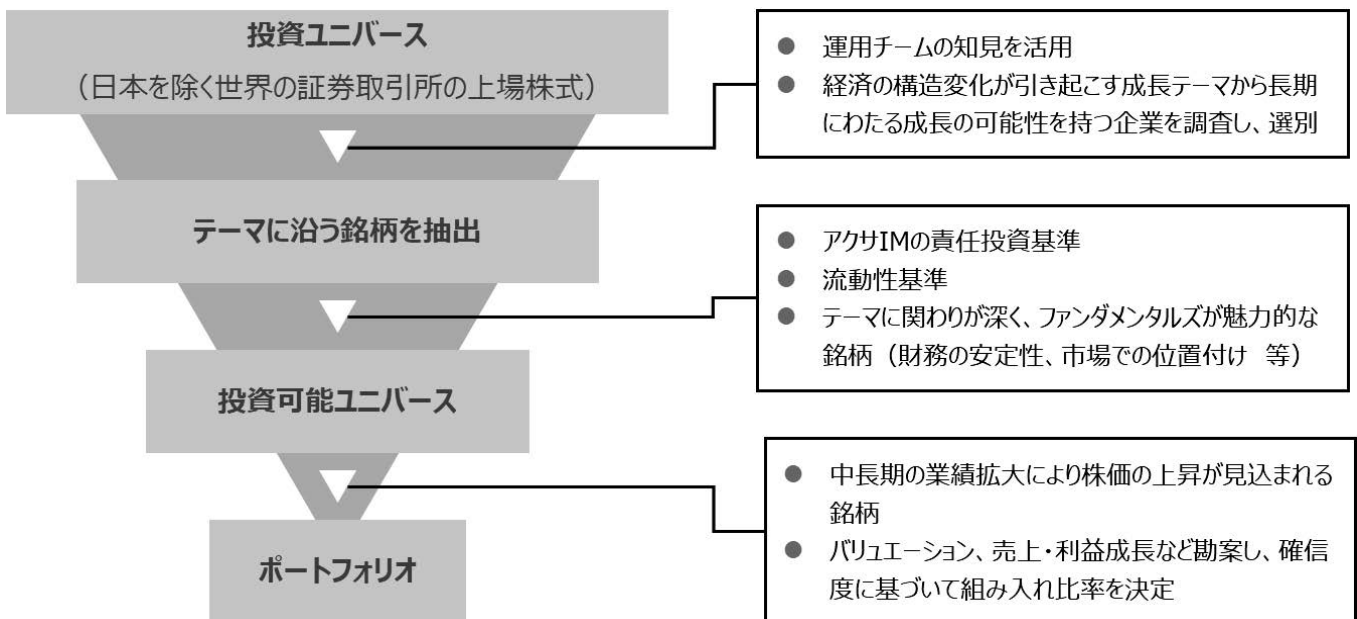 投資ユニバース
（日本を除く世界の証券取引所の上場株式）
● 運用チームの知見を活用
● 経済の構造変化が引き起こす成長テーマから長期
にわたる成長の可能性を持つ企業を調査し、選別
テーマに沿う銘柄を抽出
● アクサIMの責任投資基準
● 流動性基準
● テーマに関わりが深く、ファンダメンタルズが魅力的な
銘柄（財務の安定性、市場での位置付け 等）
投資可能ユニバース
● 中長期の業績拡大により株価の上昇が見込まれる
銘柄
● バリュエーション、売上・利益成長など勘案し、確信
度に基づいて組み入れ比率を決定
ポートフォリオ